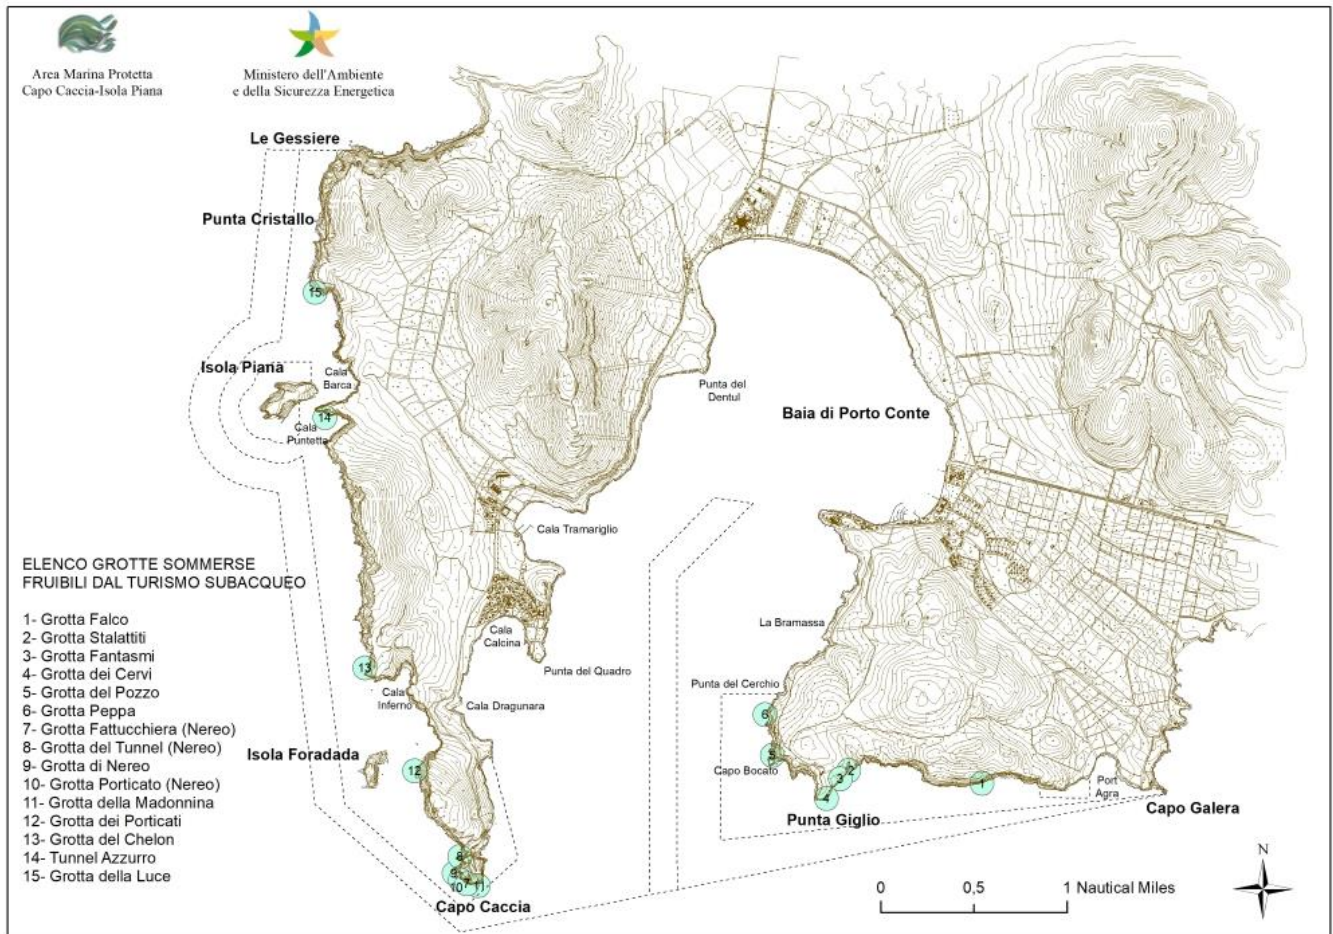 Area Marina Protetta
Capo Caccia-Isola Piana
Ministero dell'Ambiente
e della Sicurezza Energetica
Le Gessiere
Punta Cristallo
15
Isola Piana
Cala
Barca
14
Cala
Puntetta
Punta del
Dentul
Baia di Porto Conte
Cala Tramariglio
ELENCO GROTTE SOMMERSE
FRUIBILI DAL TURISMO SUBACQUEO
1- Grotta Falco
2- Grotta Stalattiti
3- Grotta Fantasmi
4- Grotta dei Cervi
5- Grotta del Pozzo
6- Grotta Peppa
7- Grotta Fattucchiera (Nereo)
8- Grotta del Tunnel (Nereo)
9- Grotta di Nereo
10- Grotta Porticato (Nereo)
11- Grotta della Madonnina
12- Grotta dei Porticati
13- Grotta del Chelon
14- Tunnel Azzurro
15- Grotta della Luce
Cala
Calcina
La Bramassa
13
Punta del Quadro
Cala
Inferno
Cala Dragunara
Punta del Cerchio
6
Isola Foradada
12
5
Capo Bocato
2
3
4
1
Port
Agra
Punta Giglio
Capo Galera
8
9
7
10
11
Capo Caccia
N
0
0,5
1 Nautical Miles